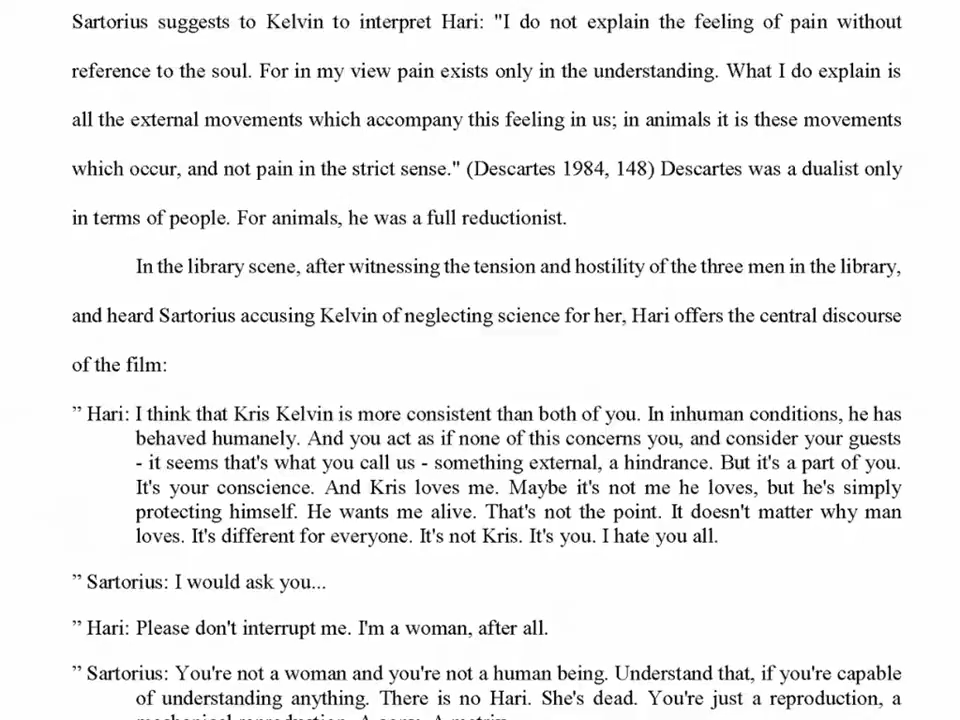 Sartorius suggests to Kelvin to interpret Hari: "I do not explain the feeling of pain without
reference to the soul. For in my view pain exists only in the understanding. What I do explain is
all the external movements which accompany this feeling in us; in animals it is these movements
which occur, and not pain in the strict sense." (Descartes 1984, 148) Descartes was a dualist only
in terms of people. For animals, he was a full reductionist.
In the library scene, after witnessing the tension and hostility of the three men in the library,
and heard Sartorius accusing Kelvin of neglecting science for her, Hari offers the central discourse
of the film:
” Hari: I think that Kris Kelvin is more consistent than both of you. In inhuman conditions, he has
behaved humanely. And you act as if none of this concerns you, and consider your guests
- it seems that's what you call us - something external, a hindrance. But it's a part of you.
It's your conscience. And Kris loves me. Maybe it's not me he loves, but he's simply
protecting himself. He wants me alive. That's not the point. It doesn't matter why man
loves. It's different for everyone. It's not Kris. It's you. I hate you all.
” Sartorius: I would ask you...
” Hari: Please don't interrupt me. I'm a woman, after all.
” Sartorius: You're not a woman and you're not a human being. Understand that, if you're capable
of understanding anything. There is no Hari. She's dead. You're just a reproduction, a